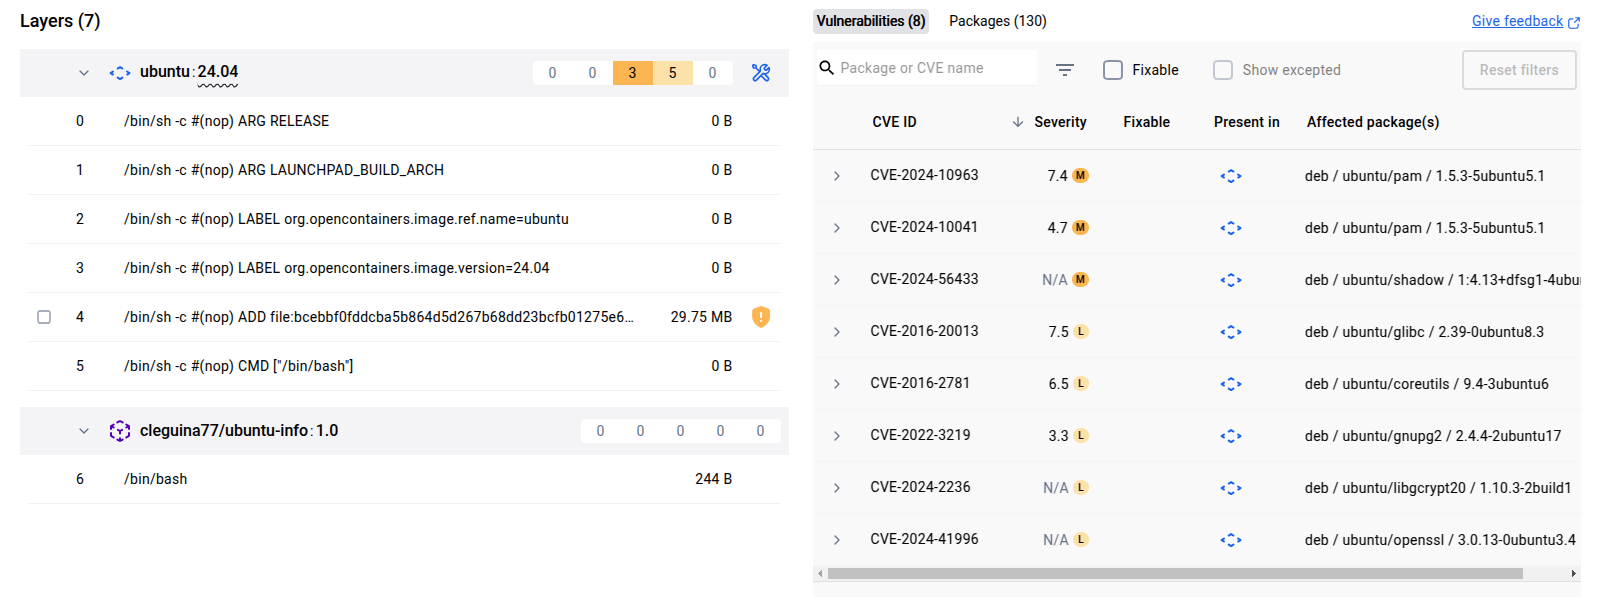 Layers (7)
ubuntu:24.04 0 0 3 5 0
0 /bin/sh -c #(nop) ARG RELEASE 0 B
1 /bin/sh -c #(nop) ARG LAUNCHPAD_BUILD_ARCH 0 B
2 /bin/sh -c #(nop) LABEL org.opencontainers.image.ref.name=ubuntu 0 B
3 /bin/sh -c #(nop) LABEL org.opencontainers.image.version=24.04 0 B
4 /bin/sh -c #(nop) ADD file:bcebbf0fddcba5b864d5d267b68dd23bcfb01275e6... 29.75 MB
5 /bin/sh -c #(nop) CMD ["/bin/bash"] 0 B
cleguina77/ubuntu-info:1.0 0 0 0 0 0
6 /bin/bash 244 B
Vulnerabilities (8) Packages (130) Give feedback
Package or CVE name Fixable Show excepted Reset filters
CVE ID Severity Fixable Present in Affected package(s)
CVE-2024-10963 7.4 M deb / ubuntu/pam / 1.5.3-5ubuntu5.1
CVE-2024-10041 4.7 M deb / ubuntu/pam / 1.5.3-5ubuntu5.1
CVE-2024-56433 N/A M deb / ubuntu/shadow / 1:4.13+dfsg1-4ubu
CVE-2016-20013 7.5 L deb / ubuntu/glibc / 2.39-0ubuntu8.3
CVE-2016-2781 6.5 L deb / ubuntu/coreutils / 9.4-3ubuntu6
CVE-2022-3219 3.3 L deb / ubuntu/gnupg2 / 2.4.4-2ubuntu17
CVE-2024-2236 N/A L deb / ubuntu/libgcrypt20 / 1.10.3-2build1
CVE-2024-41996 N/A L deb / ubuntu/openssl / 3.0.13-0ubuntu3.4